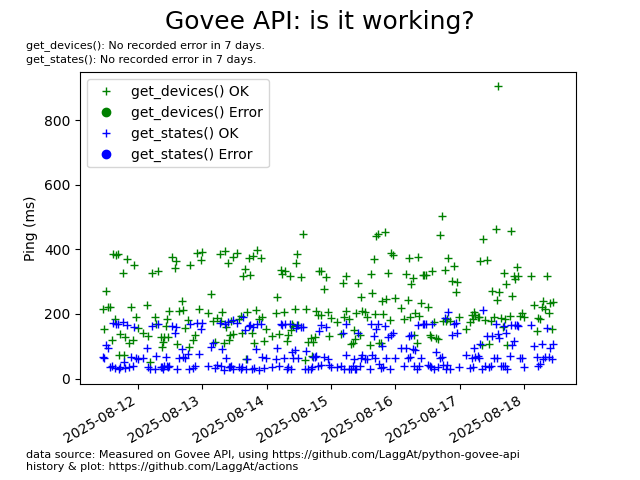 Govee API: is it working?
get_devices(): No recorded error in 7 days.
get_states(): No recorded error in 7 days.
get_devices() OK
get_devices() Error
get_states() OK
get_states() Error
Ping (ms)
800
600
400
200
0
2025-08-12
2025-08-13
2025-08-14
2025-08-15
2025-08-16
2025-08-17
2025-08-18
data source: Measured on Govee API, using https://github.com/LaggAt/python-govee-api
history & plot: https://github.com/LaggAt/actions